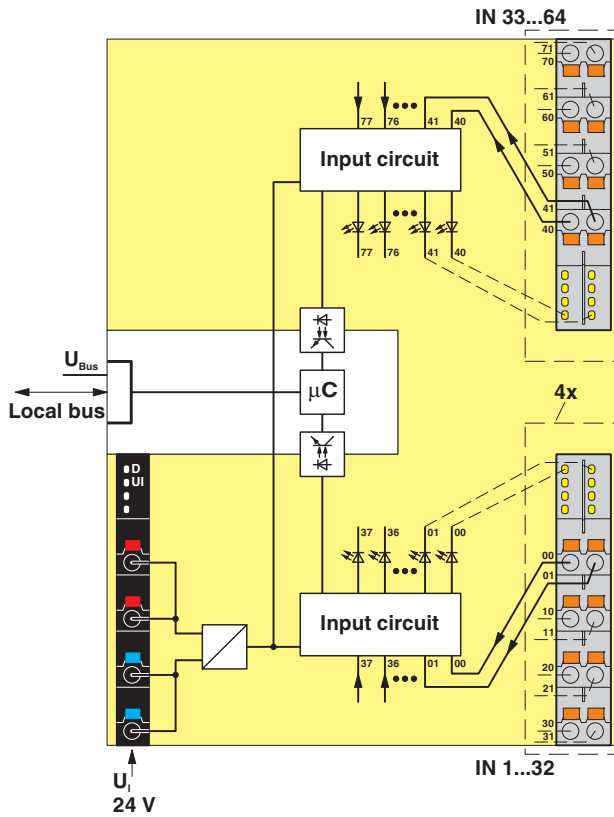 IN 33...64
71
70
61
60
51
50
41
40
77 76 ●●● 41 40
Input circuit
●●●
77 76 41 40
U Bus
Local bus
µC
4x
D
UI
37 36 ●●● 01 00
Input circuit
37 36 ●●● 01 00
00
01
10
11
20
21
30
31
IN 1...32
U I
24 V